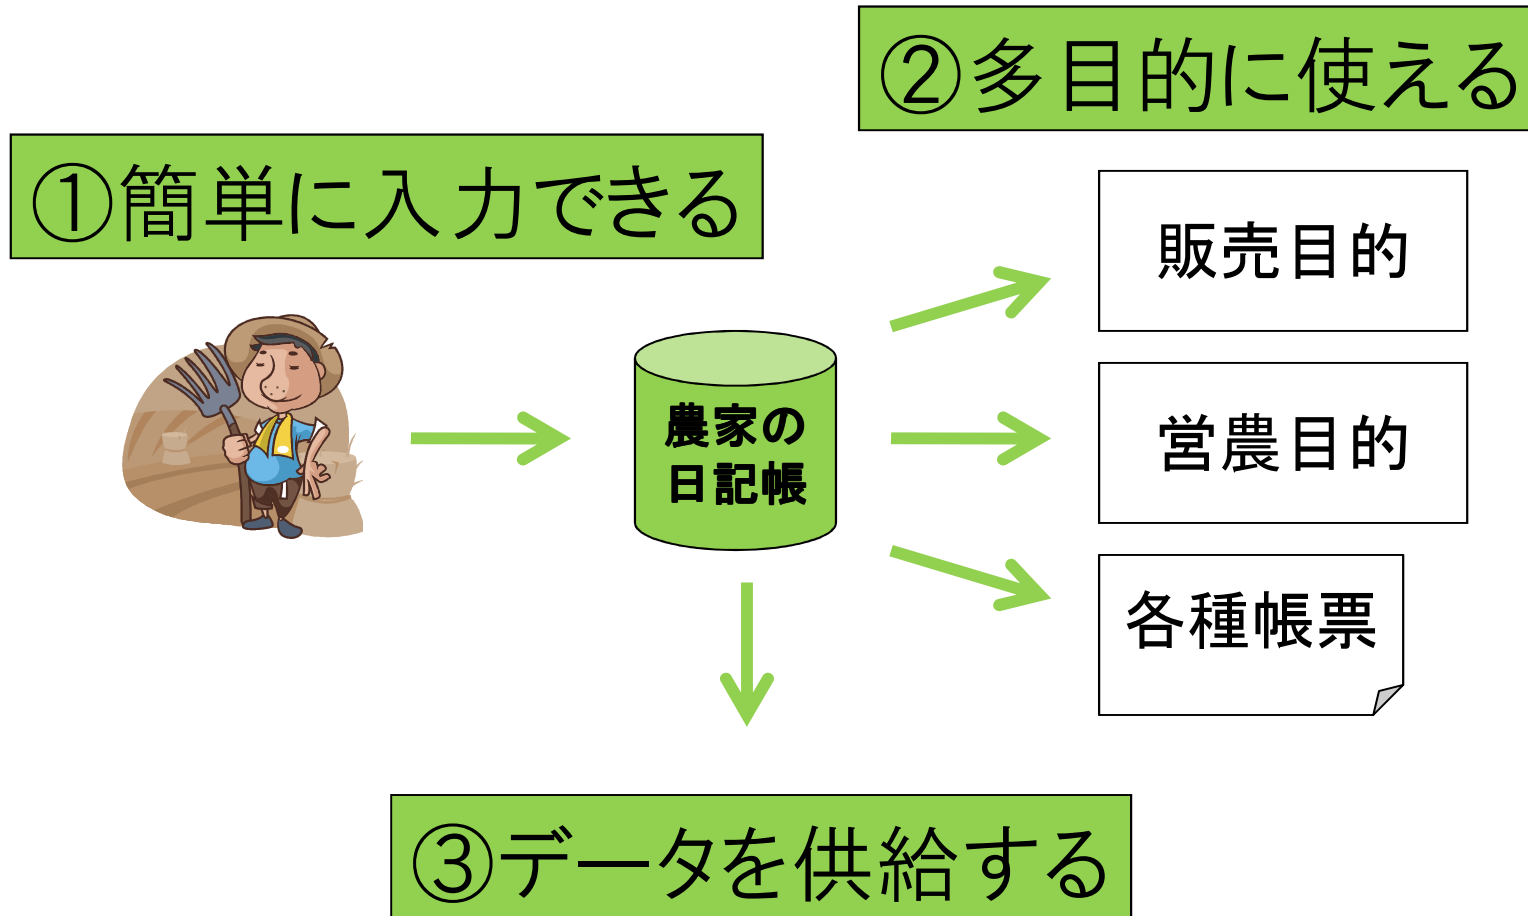 ②多目的に使える
①簡単に入力できる
販売目的
農家の
日記帳
営農目的
各種帳票
③データを供給する